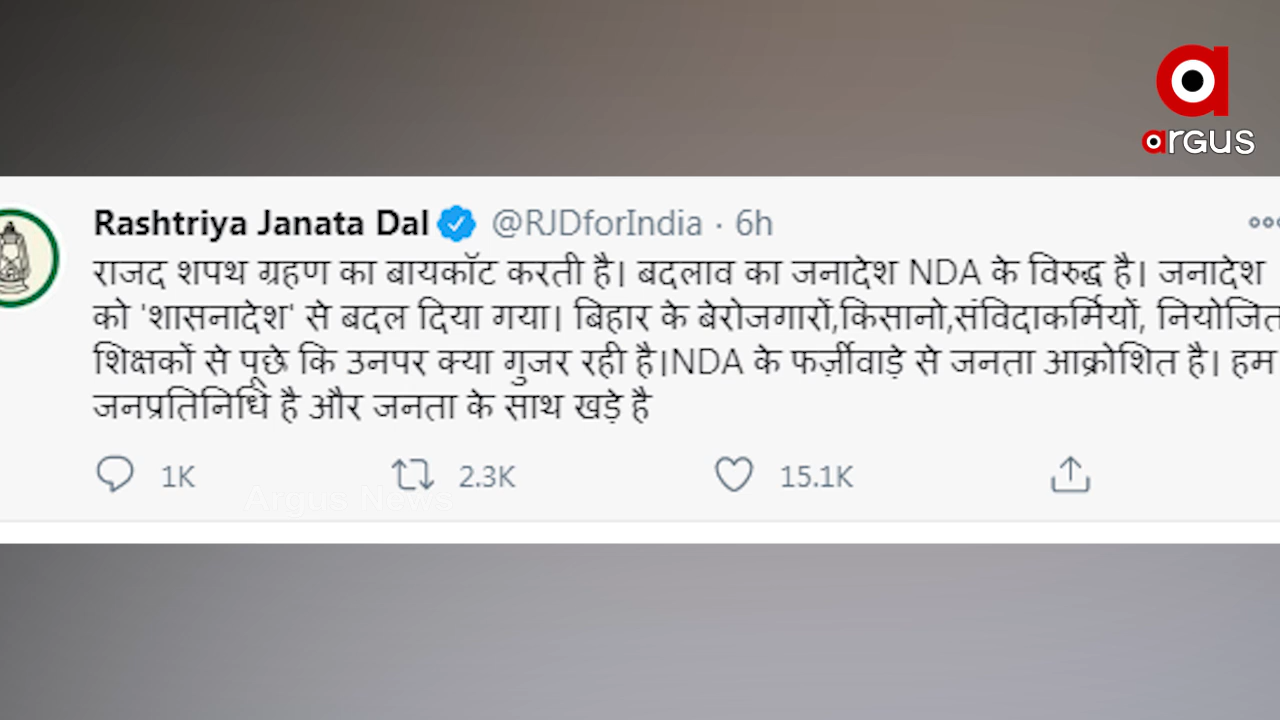 argus
Rashtriya Janata Dal @RJDforIndia · 6h
राजद शपथ ग्रहण का बायकॉट करती है। बदलाव का जनादेश NDA के विरुद्ध है। जनादेश
को 'शासनादेश' से बदल दिया गया। बिहार के बेरोजगारों,किसानो,संविदाकर्मियों, नियोजित
शिक्षकों से पूछे कि उनपर क्या गुजर रही है।NDA के फर्ज़ीवाड़े से जनता आक्रोशित है। हम
जनप्रतिनिधि है और जनता के साथ खड़े है
1K 2.3K 15.1K
Argus News